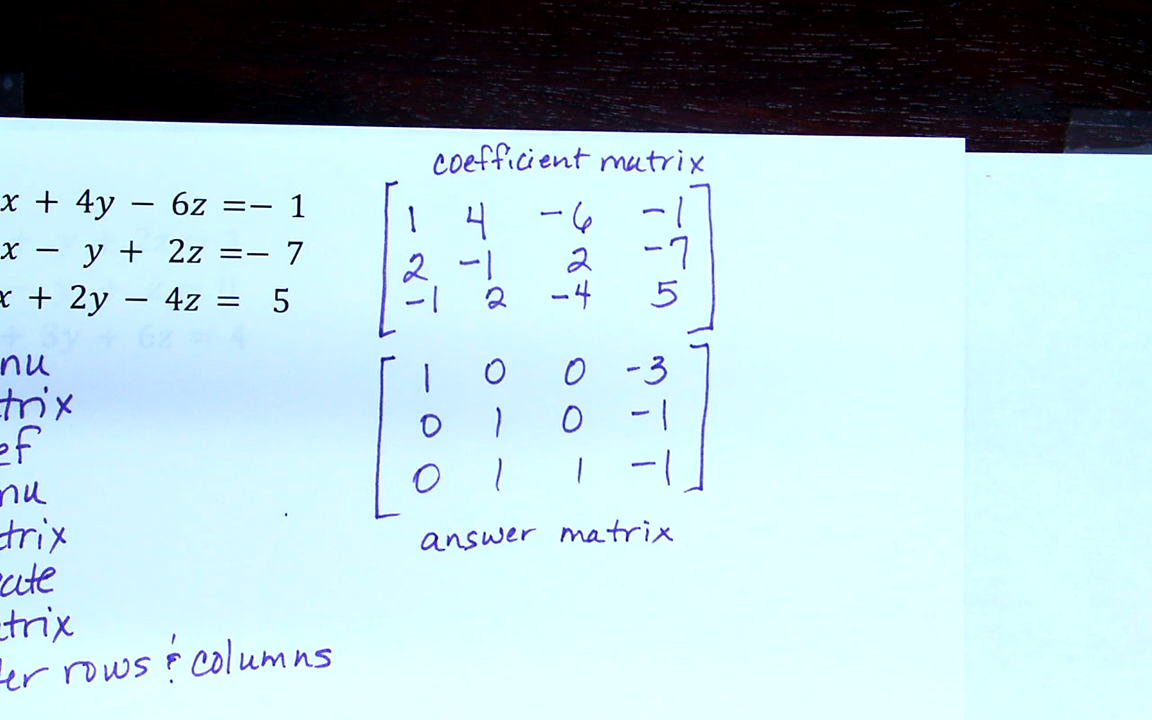 coefficient matrix
x + 4y − 6z =− 1
x − y + 2z =− 7
x + 2y − 4z = 5
1 4 -6 -1
2 -1 2 -7
-1 2 -4 5
nu
trix
ef
nu
trix
ate
trix
er rows & columns
1 0 0 -3
0 1 0 -1
0 1 1 -1
answer matrix